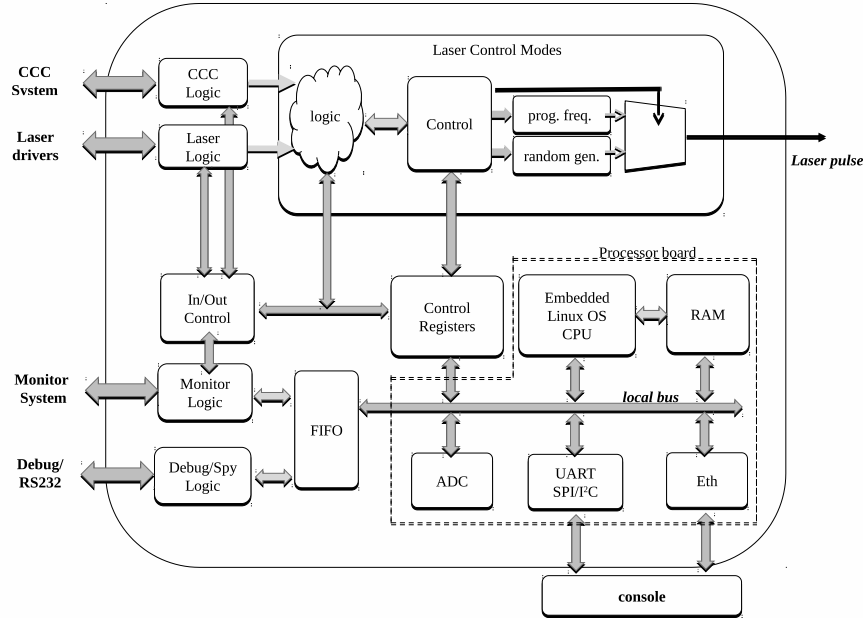 Laser Control Modes
CCC
System
CCC
Logic
logic
Control
prog. freq.
random gen.
Laser
drivers
Laser
Logic
Laser pulse
Processor board
In/Out
Control
Control
Registers
Embedded
Linux OS
CPU
RAM
Monitor
System
Monitor
Logic
FIFO
local bus
Debug/
RS232
Debug/Spy
Logic
ADC
UART
SPI/I²C
Eth
console